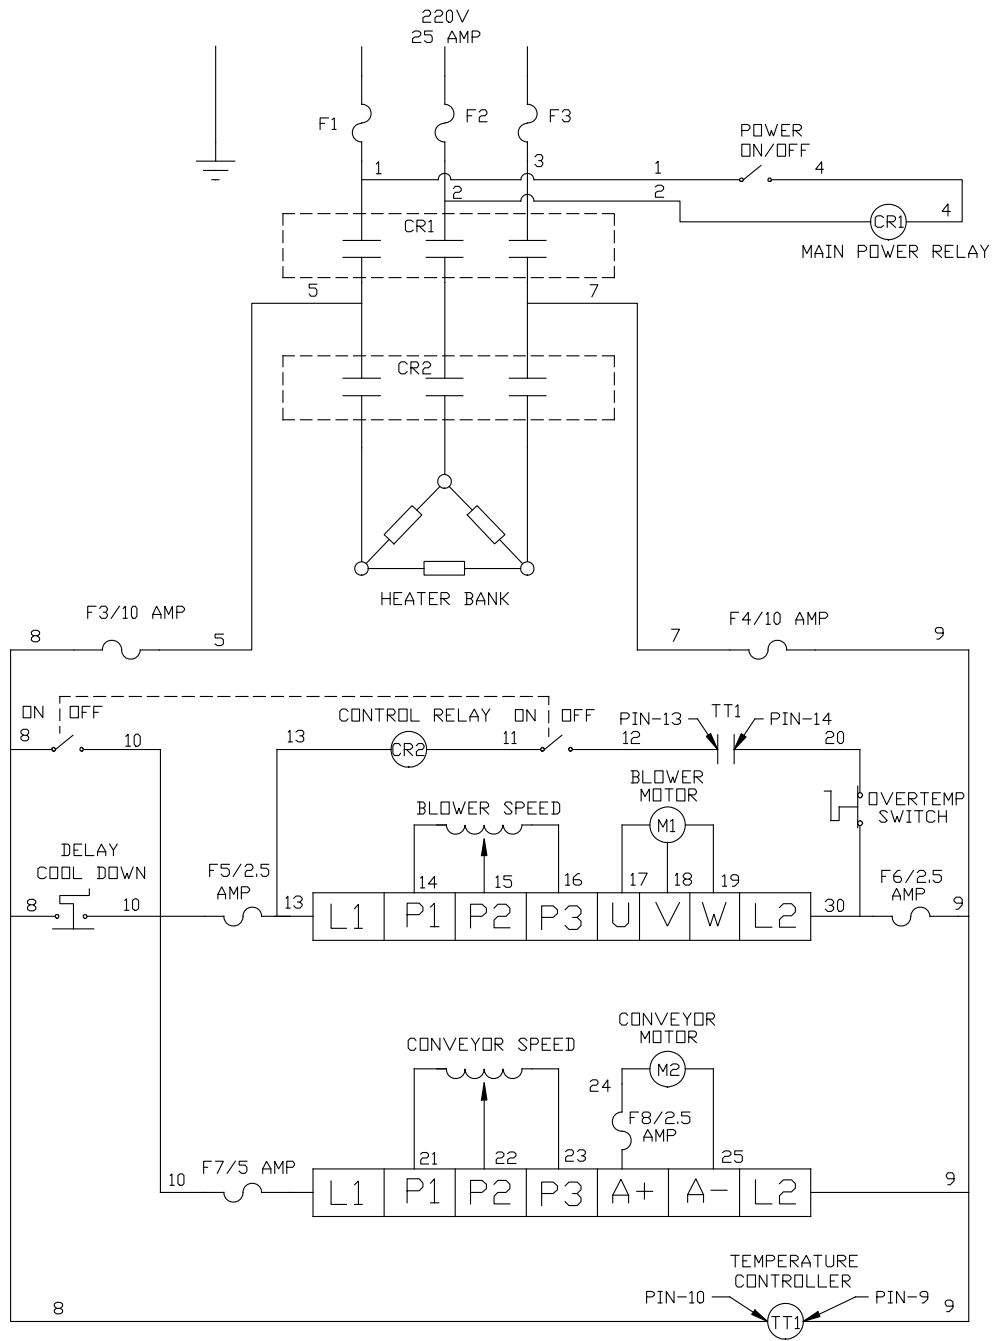 220V
25 AMP
F1
F2
F3
POWER
ON/OFF
1
3
1
4
2
2
CR1
CR1
4
MAIN POWER RELAY
5
7
CR2
HEATER BANK
F3/10 AMP
F4/10 AMP
8
5
7
9
ON
OFF
CONTROL RELAY
ON
OFF
PIN-13
TT1
PIN-14
8
10
13
CR2
11
12
20
BLOWER
MOTOR
OVERTEMP
SWITCH
BLOWER SPEED
M1
DELAY
COOL DOWN
F5/2.5
AMP
F6/2.5
AMP
14
15
16
17
18
19
8
10
13
30
9
L1
P1
P2
P3
U
V
W
L2
CONVEYOR
MOTOR
CONVEYOR SPEED
M2
24
F8/2.5
AMP
21
22
23
25
F7/5 AMP
10
L1
P1
P2
P3
A+
A-
L2
9
TEMPERATURE
CONTROLLER
PIN-10
PIN-9
8
TT1
9